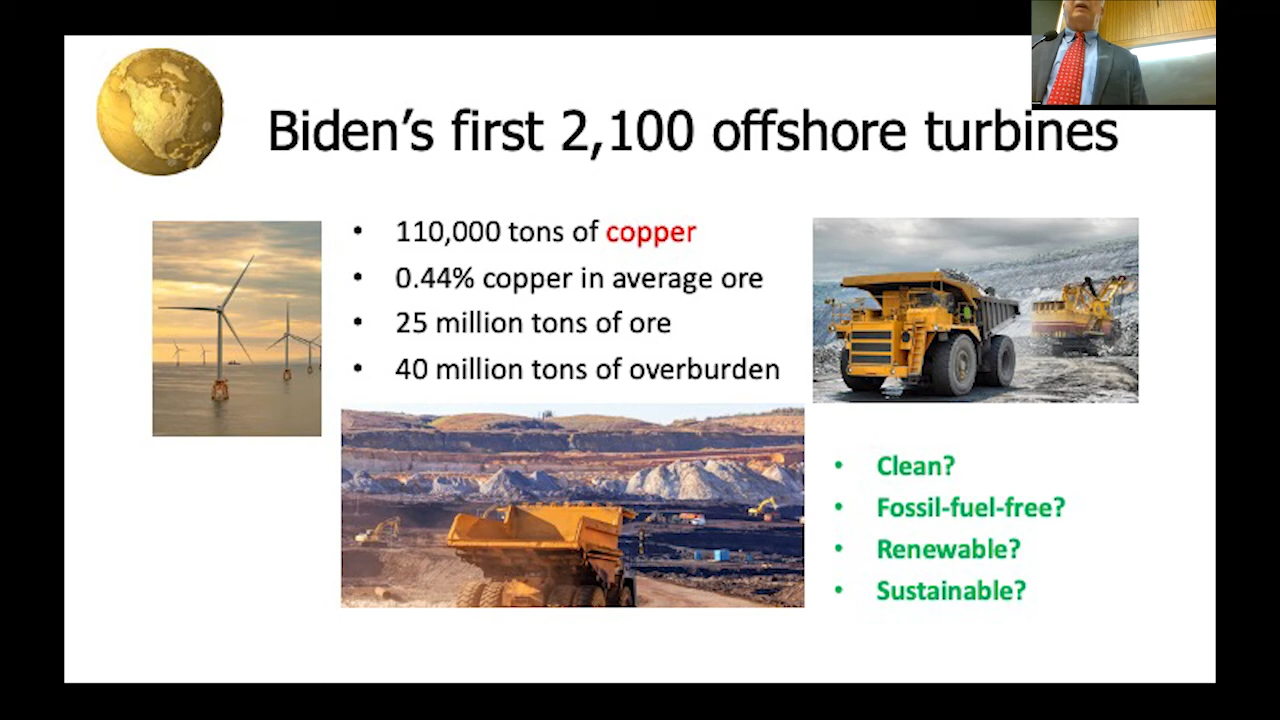 Biden's first 2,100 offshore turbines
• 110,000 tons of copper
• 0.44% copper in average ore
• 25 million tons of ore
• 40 million tons of overburden
• Clean?
• Fossil-fuel-free?
• Renewable?
• Sustainable?